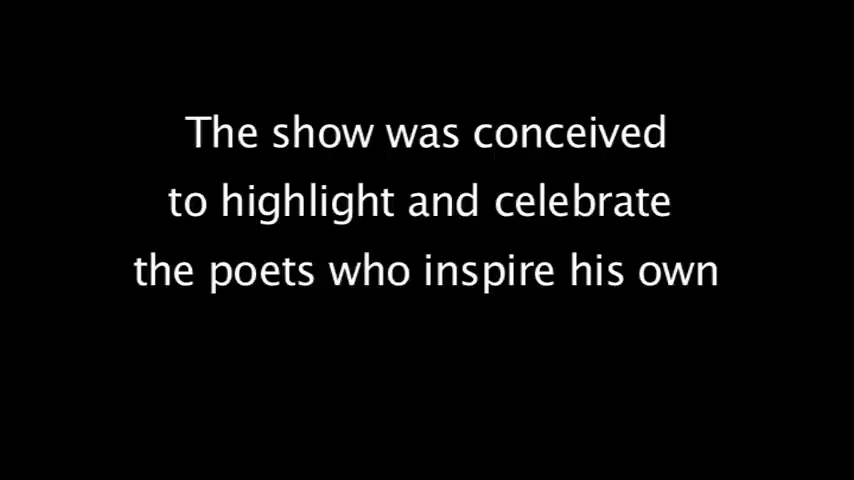 The show was conceived
to highlight and celebrate
the poets who inspire his own